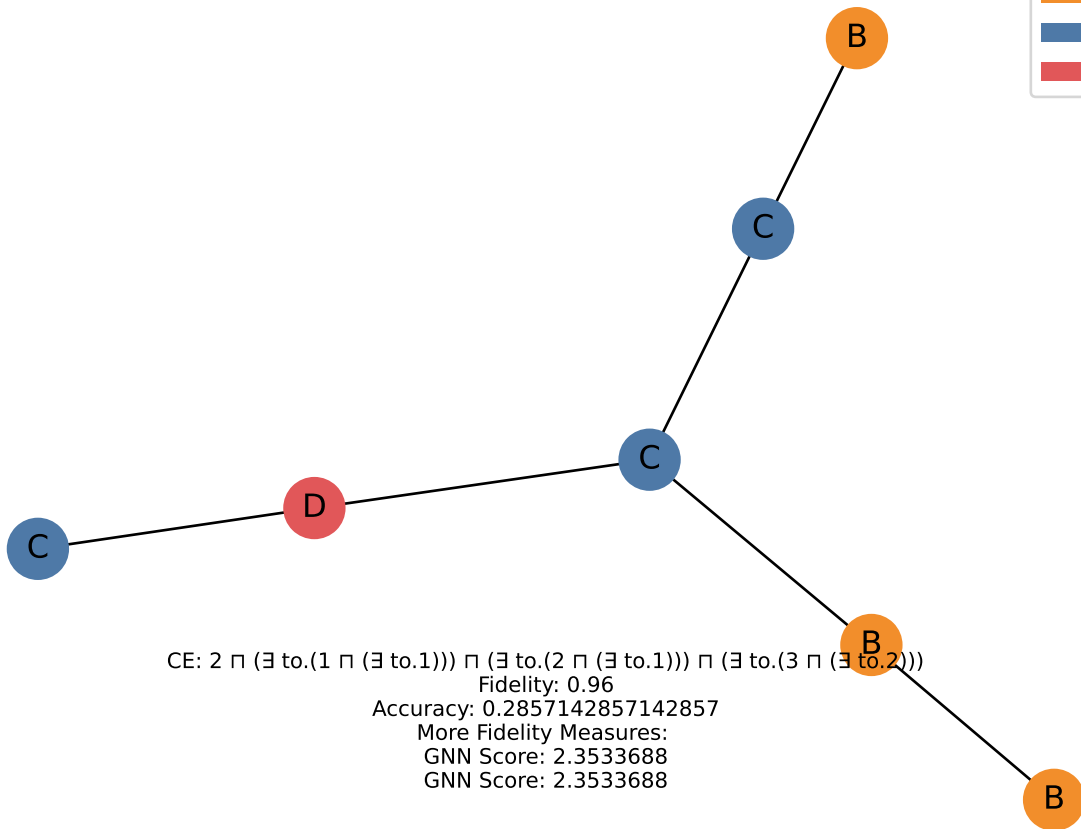 B
C
C
D
C
B
CE: 2 ⊓ (∃ to.(1 ⊓ (∃ to.1))) ⊓ (∃ to.(2 ⊓ (∃ to.1))) ⊓ (∃ to.(3 ⊓ (∃ to.2)))
Fidelity: 0.96
Accuracy: 0.2857142857142857
More Fidelity Measures:
GNN Score: 2.3533688
GNN Score: 2.3533688
B